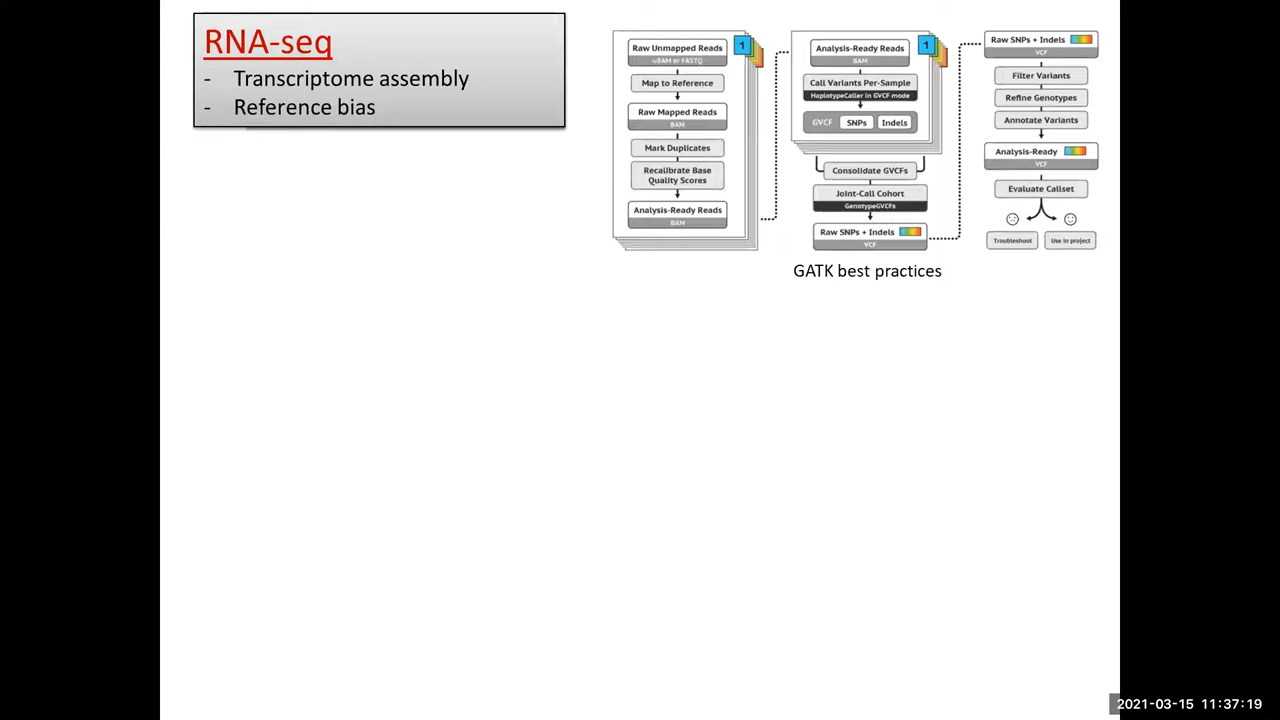 RNA-seq
- Transcriptome assembly
- Reference bias
1
Raw Unmapped Reads
uBAM or FASTQ
Map to Reference
Raw Mapped Reads
BAM
Mark Duplicates
Recalibrate Base
Quality Scores
Analysis-Ready Reads
BAM
1
Analysis-Ready Reads
BAM
Call Variants Per-Sample
HaplotypeCaller in GVCF mode
GVCF SNPs Indels
Consolidate GVCFs
Joint-Call Cohort
GenotypeGVCFs
Raw SNPs + Indels
VCF
Raw SNPs + Indels
VCF
Filter Variants
Refine Genotypes
Annotate Variants
Analysis-Ready
VCF
Evaluate Callset
Troubleshoot Use in project
GATK best practices
2021-03-15 11:37:19